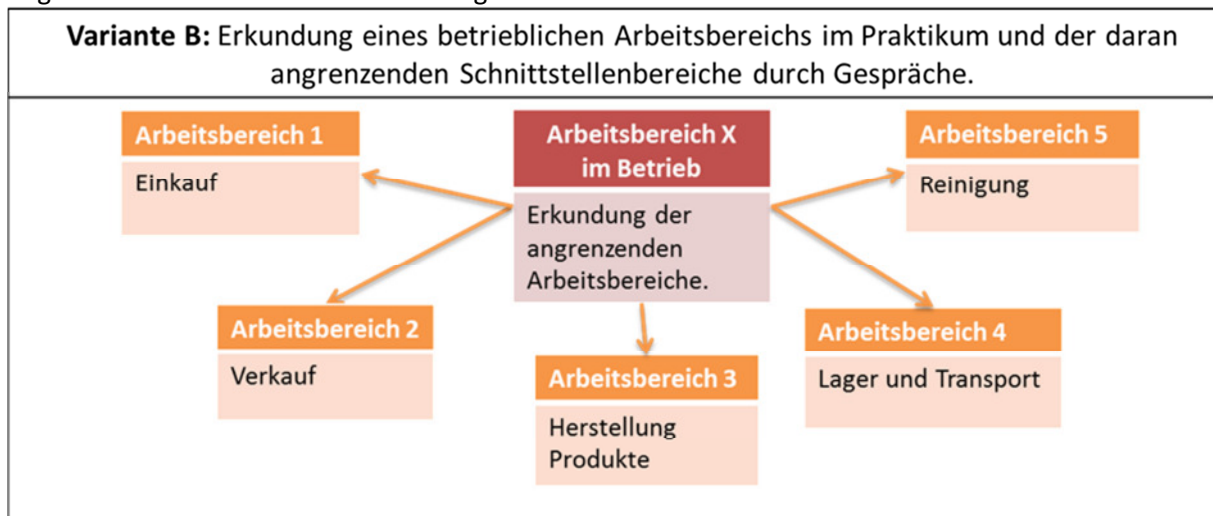 Variante B: Erkundung eines betrieblichen Arbeitsbereichs im Praktikum und der daran
angrenzenden Schnittstellenbereiche durch Gespräche.
Arbeitsbereich 1
Einkauf
Arbeitsbereich X
im Betrieb
Erkundung der
angrenzenden
Arbeitsbereiche.
Arbeitsbereich 5
Reinigung
Arbeitsbereich 2
Verkauf
Arbeitsbereich 3
Herstellung
Produkte
Arbeitsbereich 4
Lager und Transport